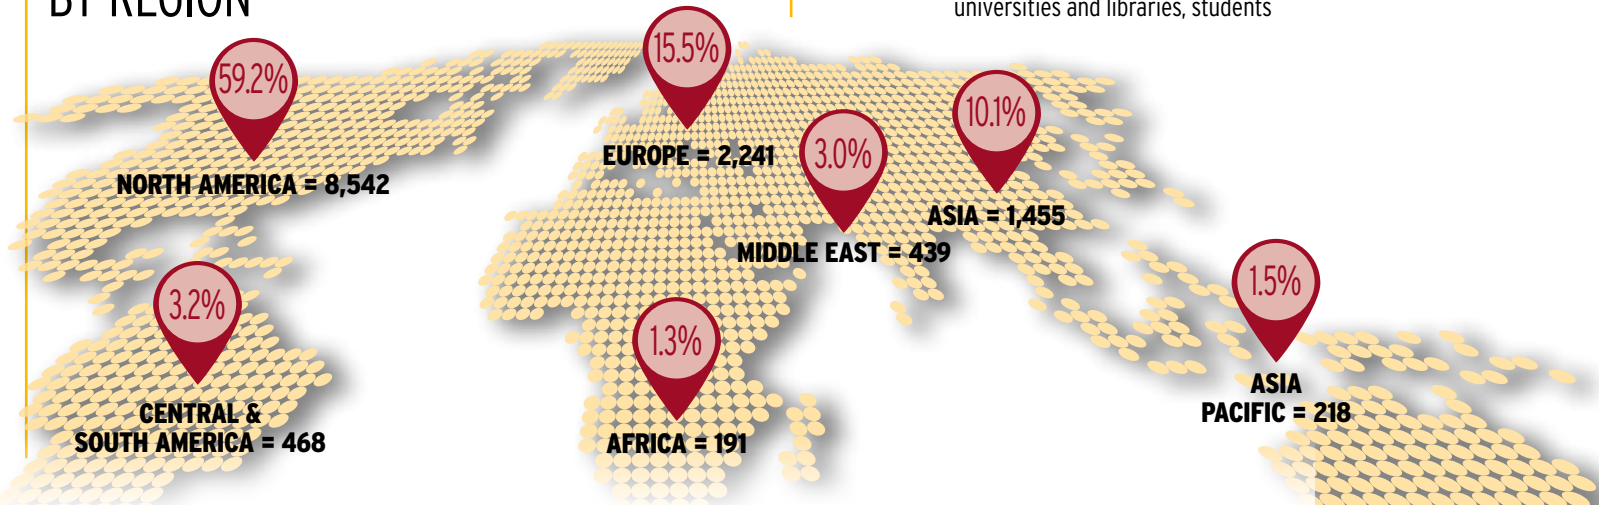 BY REGION
universities and libraries, students
59.2%
NORTH AMERICA = 8,542
15.5%
EUROPE = 2,241
3.0%
MIDDLE EAST = 439
10.1%
ASIA = 1,455
3.2%
CENTRAL &
SOUTH AMERICA = 468
1.3%
AFRICA = 191
1.5%
ASIA
PACIFIC = 218